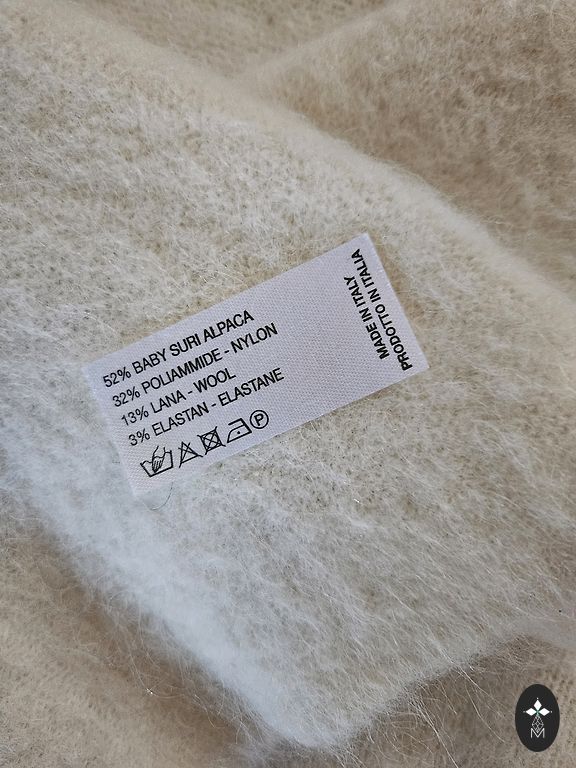 52% BABY SURI ALPACA
32% POLIAMMIDE - NYLON
13% LANA - WOOL
3% ELASTAN - ELASTANE
P
MADE IN ITALY
PRODOTTO IN ITALIA
M